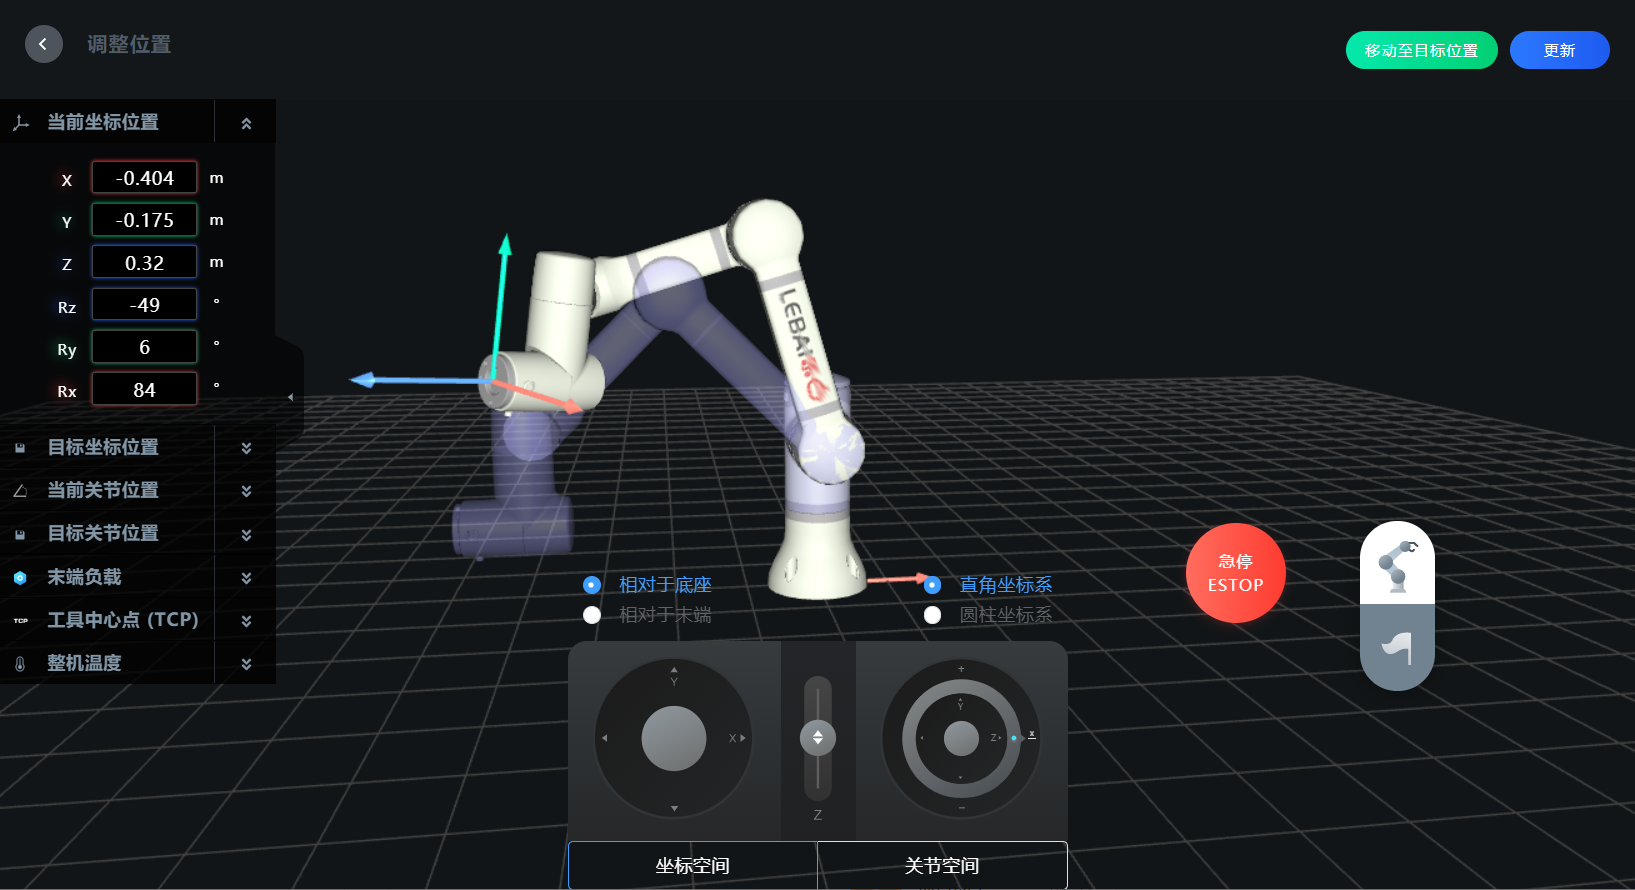 调整位置
移动至目标位置
更新
当前坐标位置
X -0.404 m
Y -0.175 m
Z 0.32 m
Rz -49 °
Ry 6 °
Rx 84 °
目标坐标位置
当前关节位置
目标关节位置
末端负载
TCP 工具中心点 (TCP)
整机温度
LEBAI
相对于底座
相对于末端
直角坐标系
圆柱坐标系
急停
ESTOP
Y
X
Z
+
Y
Z
X
−
坐标空间
关节空间